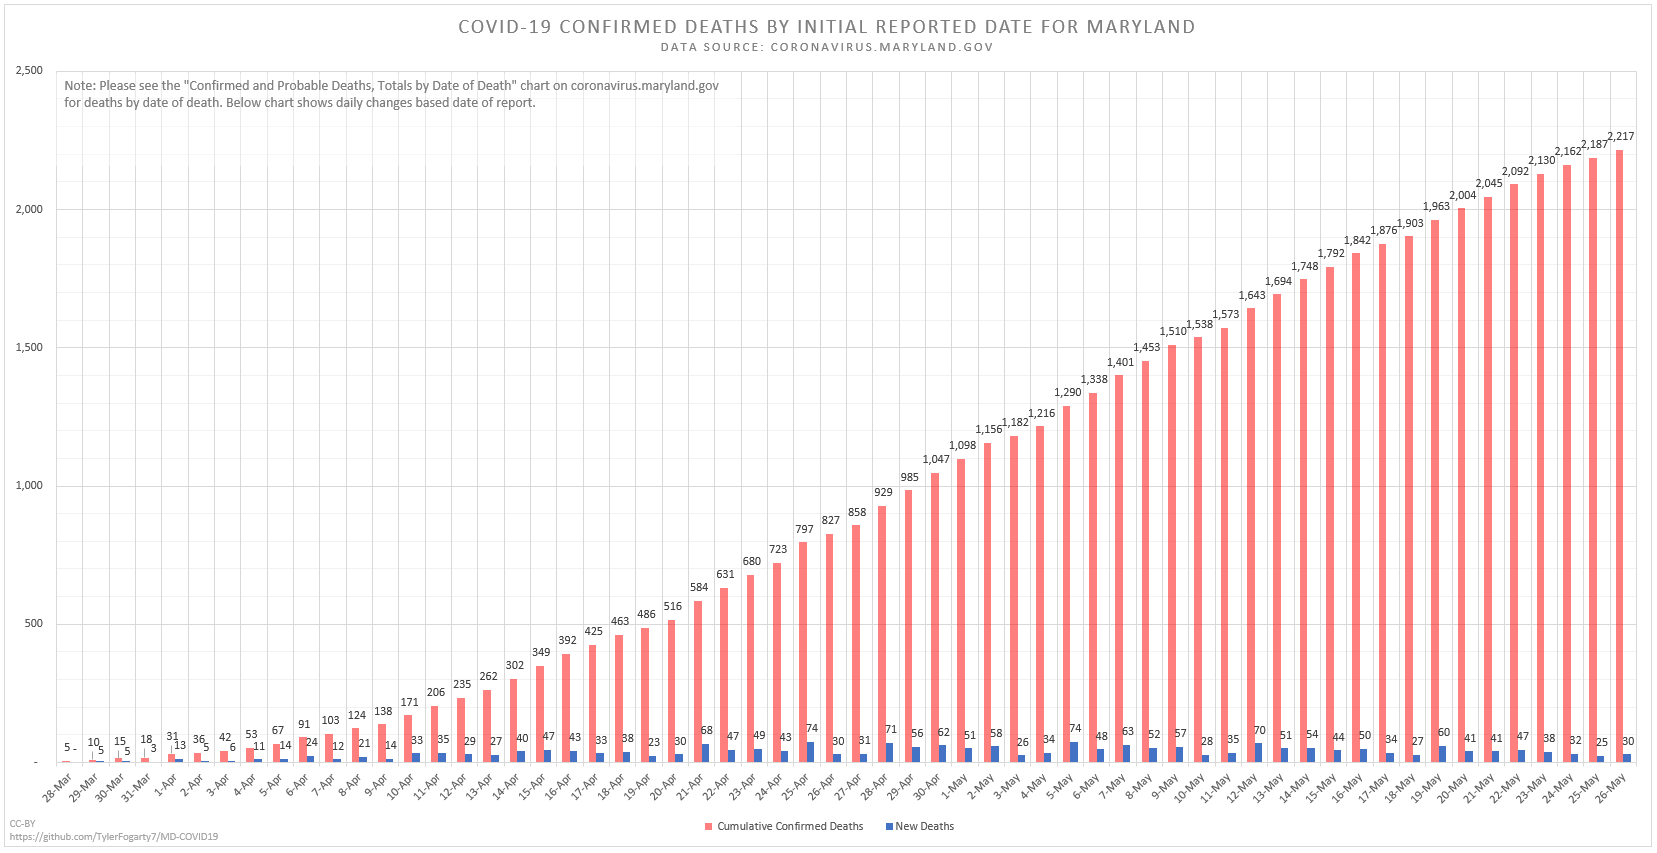 COVID-19 CONFIRMED DEATHS BY INITIAL REPORTED DATE FOR MARYLAND
DATA SOURCE: CORONAVIRUS.MARYLAND.GOV
Note: Please see the "Confirmed and Probable Deaths, Totals by Date of Death" chart on coronavirus.maryland.gov
for deaths by date of death. Below chart shows daily changes based date of report.
2,500
2,000
1,500
1,000
500
-
5 10 15 18 31 36 42 53 67 91 103 124 138 171 206 235 262 302 349 392 425 463 486 516 584 631 680 723 797 827 858 929 985 1,047 1,098 1,156 1,182 1,216 1,290 1,338 1,401 1,453 1,510 1,538 1,573 1,643 1,694 1,748 1,792 1,842 1,876 1,903 1,963 2,004 2,045 2,092 2,130 2,162 2,187 2,217
- 5 5 3 13 5 6 11 14 24 12 21 14 33 35 29 27 40 47 43 33 38 23 30 68 47 49 43 74 30 31 71 56 62 51 58 26 34 74 48 63 52 57 28 35 70 51 54 44 50 34 27 60 41 41 47 38 32 25 30
28-Mar 29-Mar 30-Mar 31-Mar 1-Apr 2-Apr 3-Apr 4-Apr 5-Apr 6-Apr 7-Apr 8-Apr 9-Apr 10-Apr 11-Apr 12-Apr 13-Apr 14-Apr 15-Apr 16-Apr 17-Apr 18-Apr 19-Apr 20-Apr 21-Apr 22-Apr 23-Apr 24-Apr 25-Apr 26-Apr 27-Apr 28-Apr 29-Apr 30-Apr 1-May 2-May 3-May 4-May 5-May 6-May 7-May 8-May 9-May 10-May 11-May 12-May 13-May 14-May 15-May 16-May 17-May 18-May 19-May 20-May 21-May 22-May 23-May 24-May 25-May 26-May
Cumulative Confirmed Deaths New Deaths
CC-BY
https://github.com/TylerFogarty7/MD-COVID19